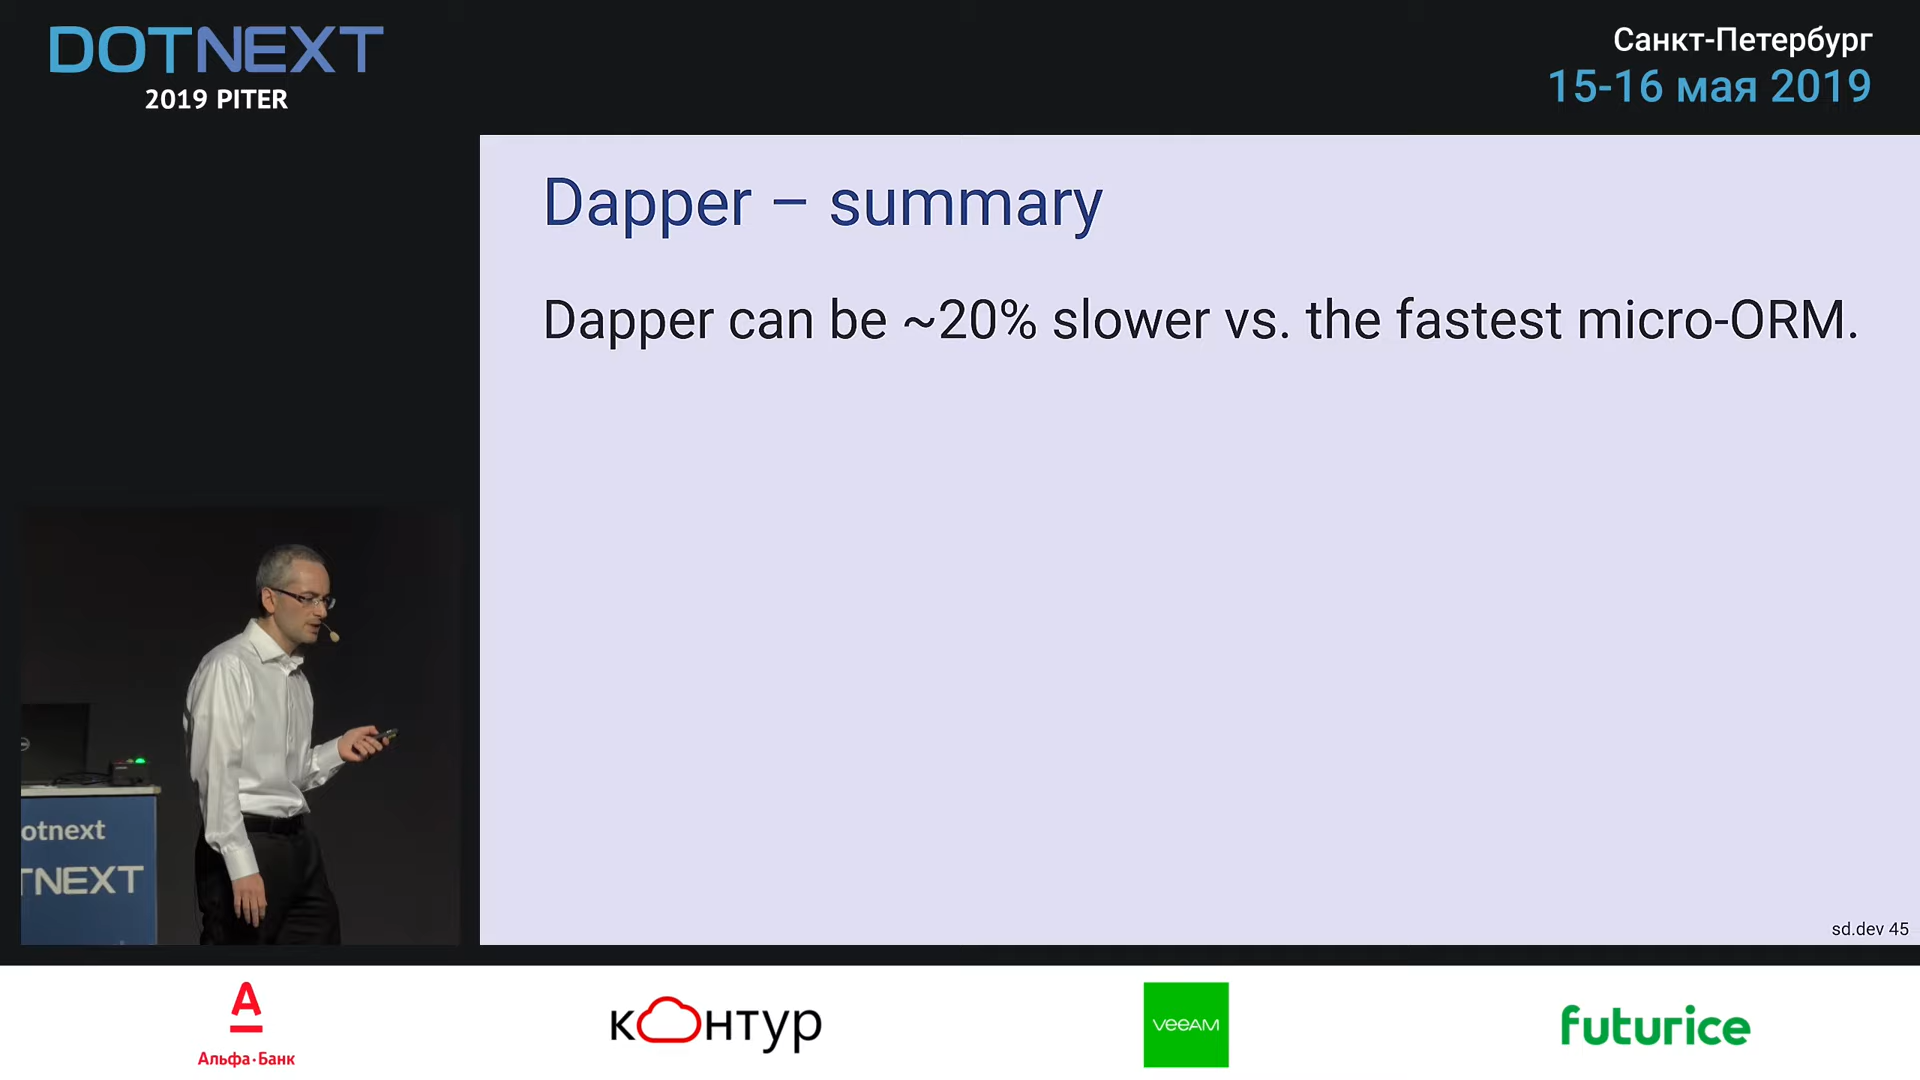 DOTNEXT
2019 PITER
Санкт-Петербург
15-16 мая 2019
Dapper – summary
Dapper can be ~20% slower vs. the fastest micro-ORM.
sd.dev 45
otnext
TNEXT
А
Альфа·Банк
контур
veeAM
futurice